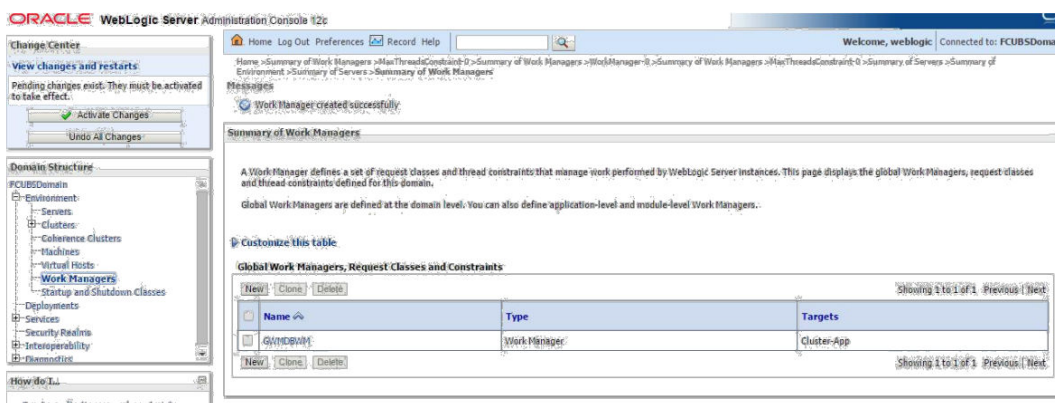 ORACLE WebLogic Server Administration Console 12c
Change Center
View changes and restarts
Pending changes exist. They must be activated
to take effect.
Activate Changes
Undo All Changes
Domain Structure
FCUBSDomain
Environment
Servers
Clusters
Coherence Clusters
Machines
Virtual Hosts
Work Managers
Startup and Shutdown Classes
Deployments
Services
Security Realms
Interoperability
Diagnostics
How do I...
Home Log Out Preferences Record Help
Welcome, weblogic Connected to: FCUBSDoma
Home >Summary of Work Managers >MaxThreadsConstraint-0 >Summary of Work Managers >WorkManager-0 >Summary of Work Managers >MaxThreadsConstraint-0 >Summary of Servers >Summary of
Environment >Summary of Servers >Summary of Work Managers
Messages
Work Manager created successfully
Summary of Work Managers
A Work Manager defines a set of request classes and thread constraints that manage work performed by WebLogic Server instances. This page displays the global Work Managers, request classes
and thread constraints defined for this domain.
Global Work Managers are defined at the domain level. You can also define application-level and module-level Work Managers.
Customize this table
Global Work Managers, Request Classes and Constraints
New Clone Delete Showing 1 to 1 of 1 Previous | Next
Name Type Targets
GWMDBWM Work Manager Cluster-App
New Clone Delete Showing 1 to 1 of 1 Previous | Next